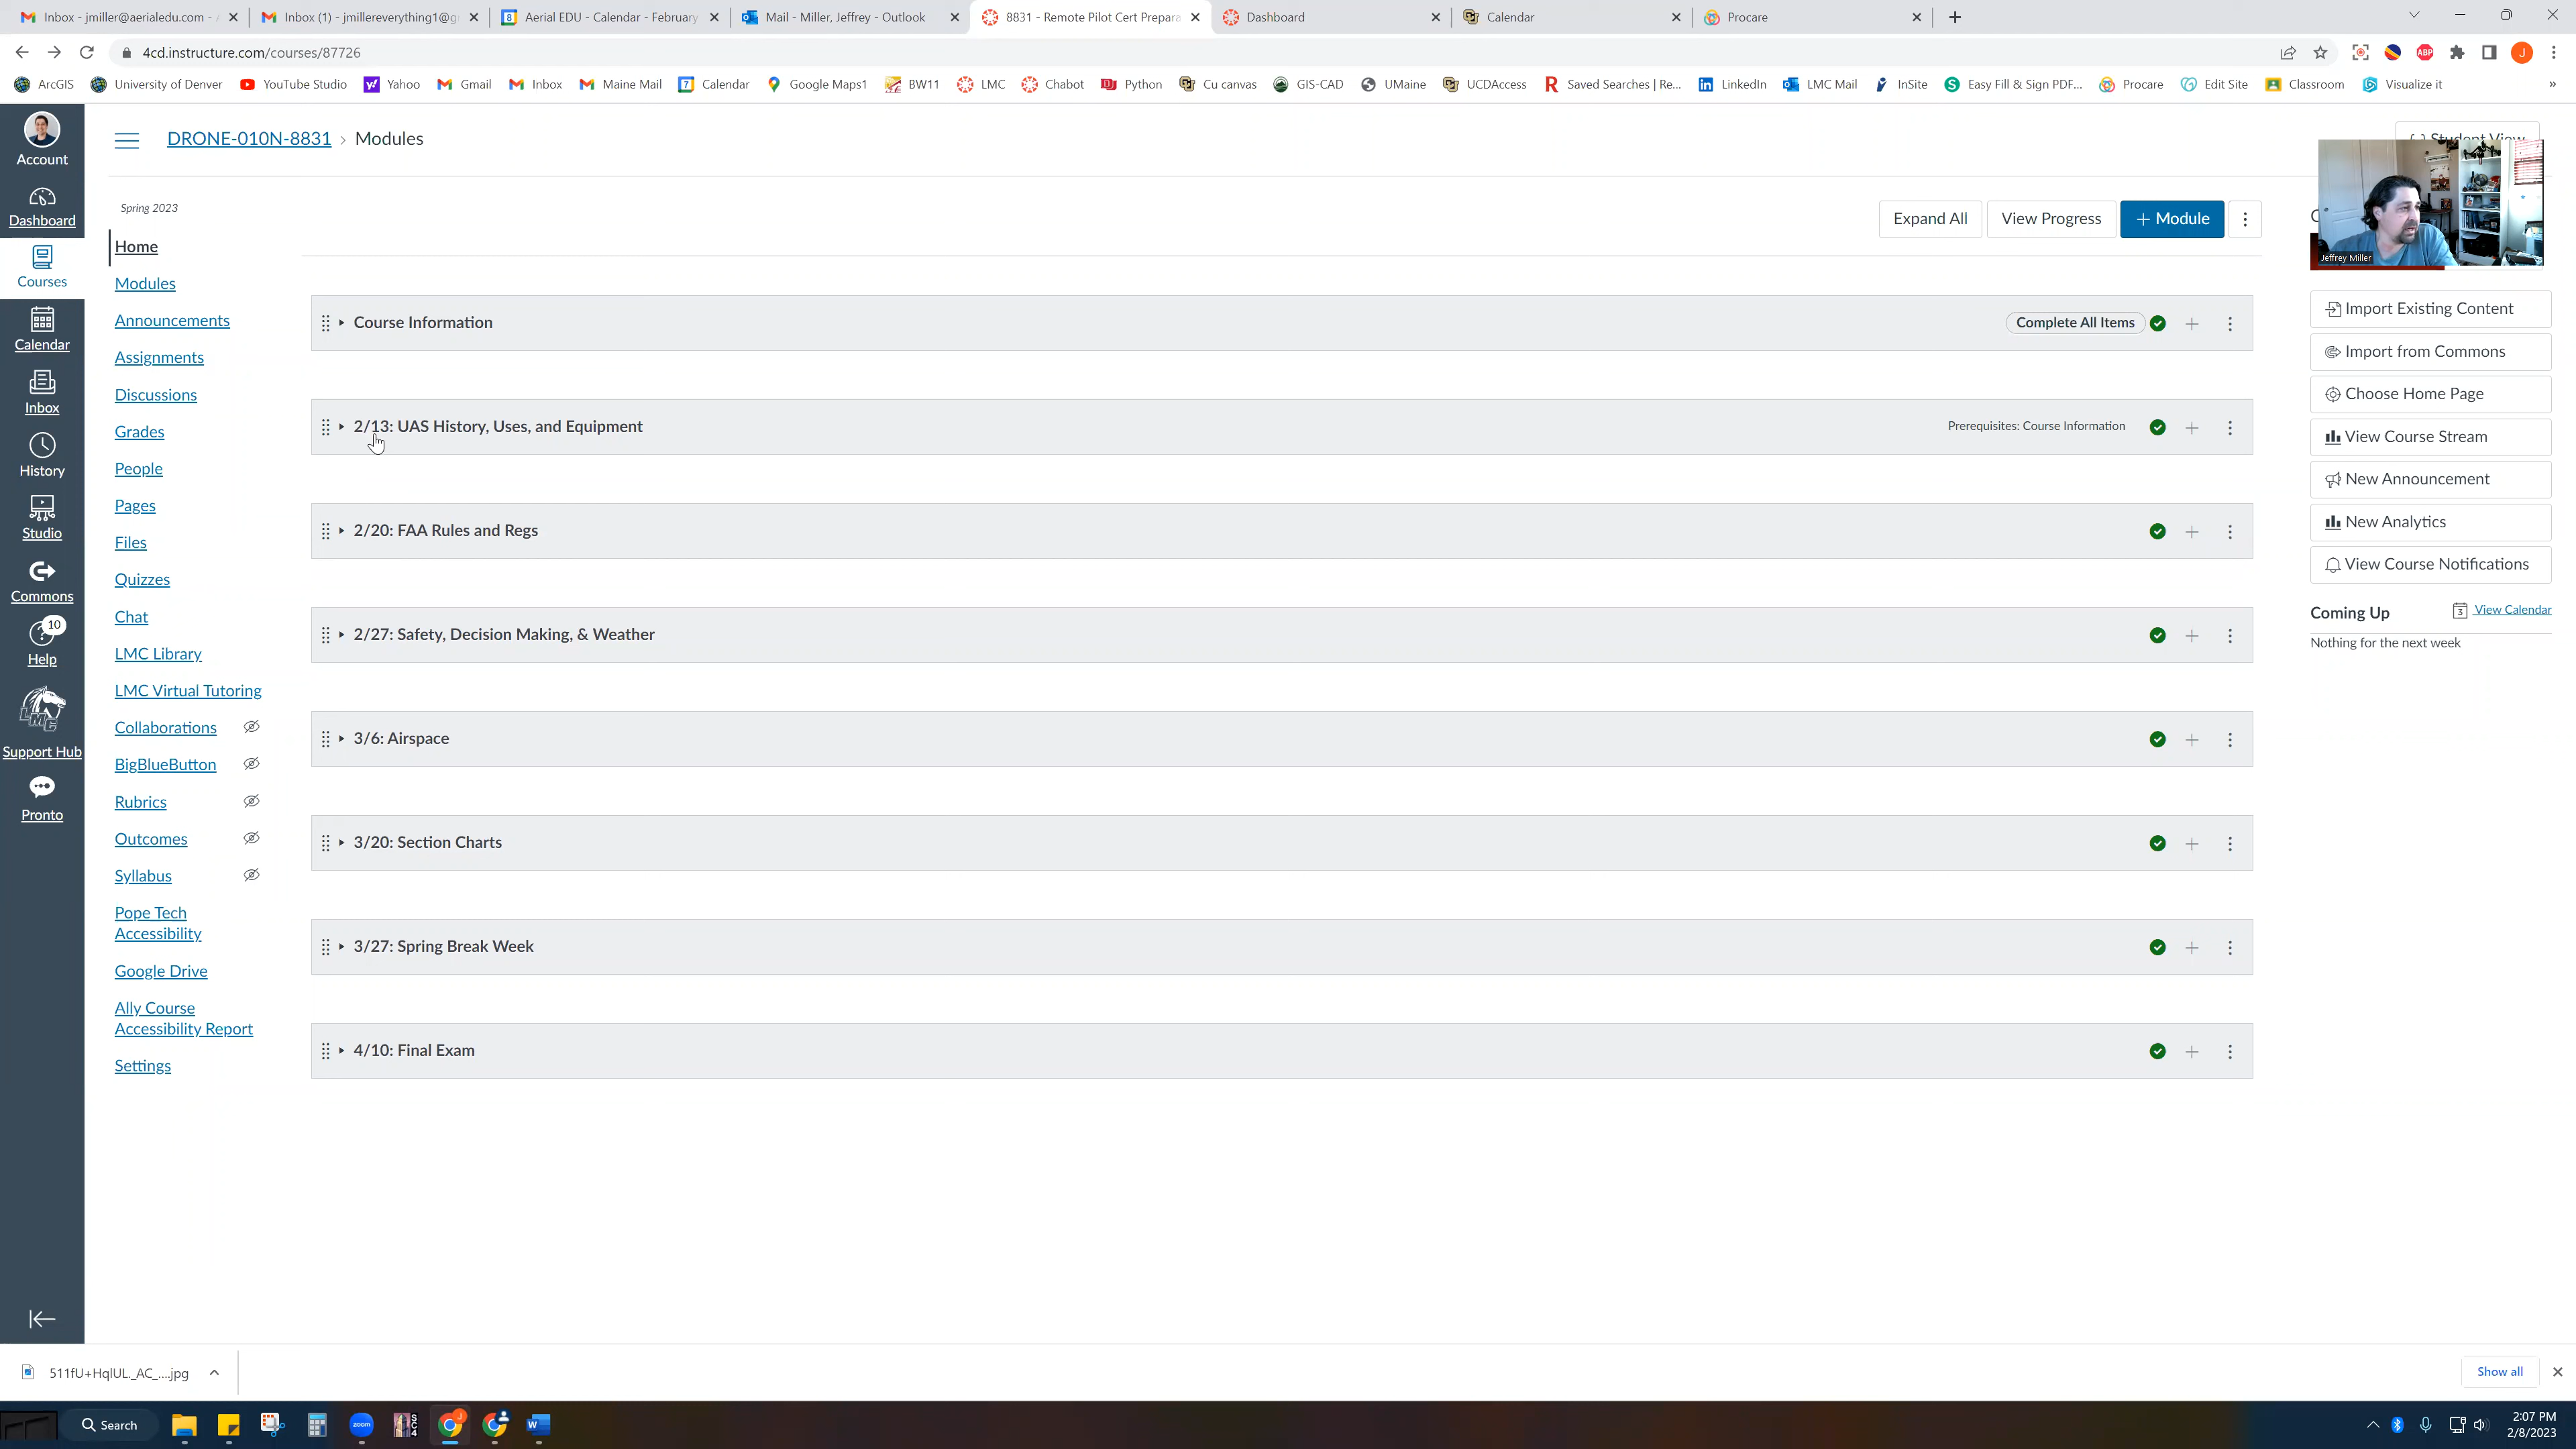 Inbox - jmiller@aerialedu.com -
Inbox (1) - jmillereverything1@g
Aerial EDU - Calendar - February
Mail - Miller, Jeffrey - Outlook
8831 - Remote Pilot Cert Prepara
Dashboard
Calendar
Procare
4cd.instructure.com/courses/87726
ABP
J
ArcGIS
University of Denver
YouTube Studio
Yahoo
Gmail
Inbox
Maine Mail
Calendar
Google Maps1
BW11
LMC
Chabot
Python
Cu canvas
GIS-CAD
UMaine
UCDAccess
Saved Searches | Re...
LinkedIn
LMC Mail
InSite
Easy Fill & Sign PDF...
Procare
Edit Site
Classroom
Visualize it
»
Account
Dashboard
Courses
Calendar
Inbox
History
Studio
Commons
10
Help
LMC
Support Hub
Pronto
DRONE-010N-8831 › Modules
Student View
Spring 2023
Home
Modules
Announcements
Assignments
Discussions
Grades
People
Pages
Files
Quizzes
Chat
LMC Library
LMC Virtual Tutoring
Collaborations
BigBlueButton
Rubrics
Outcomes
Syllabus
Pope Tech
Accessibility
Google Drive
Ally Course
Accessibility Report
Settings
Expand All
View Progress
+ Module
Course Information
Complete All Items
2/13: UAS History, Uses, and Equipment
Prerequisites: Course Information
2/20: FAA Rules and Regs
2/27: Safety, Decision Making, & Weather
3/6: Airspace
3/20: Section Charts
3/27: Spring Break Week
4/10: Final Exam
Jeffrey Miller
Import Existing Content
Import from Commons
Choose Home Page
View Course Stream
New Announcement
New Analytics
View Course Notifications
Coming Up
3 View Calendar
Nothing for the next week
511fU+HqlUL._AC_....jpg
Show all
Search
zoom
SC4
2:07 PM
2/8/2023